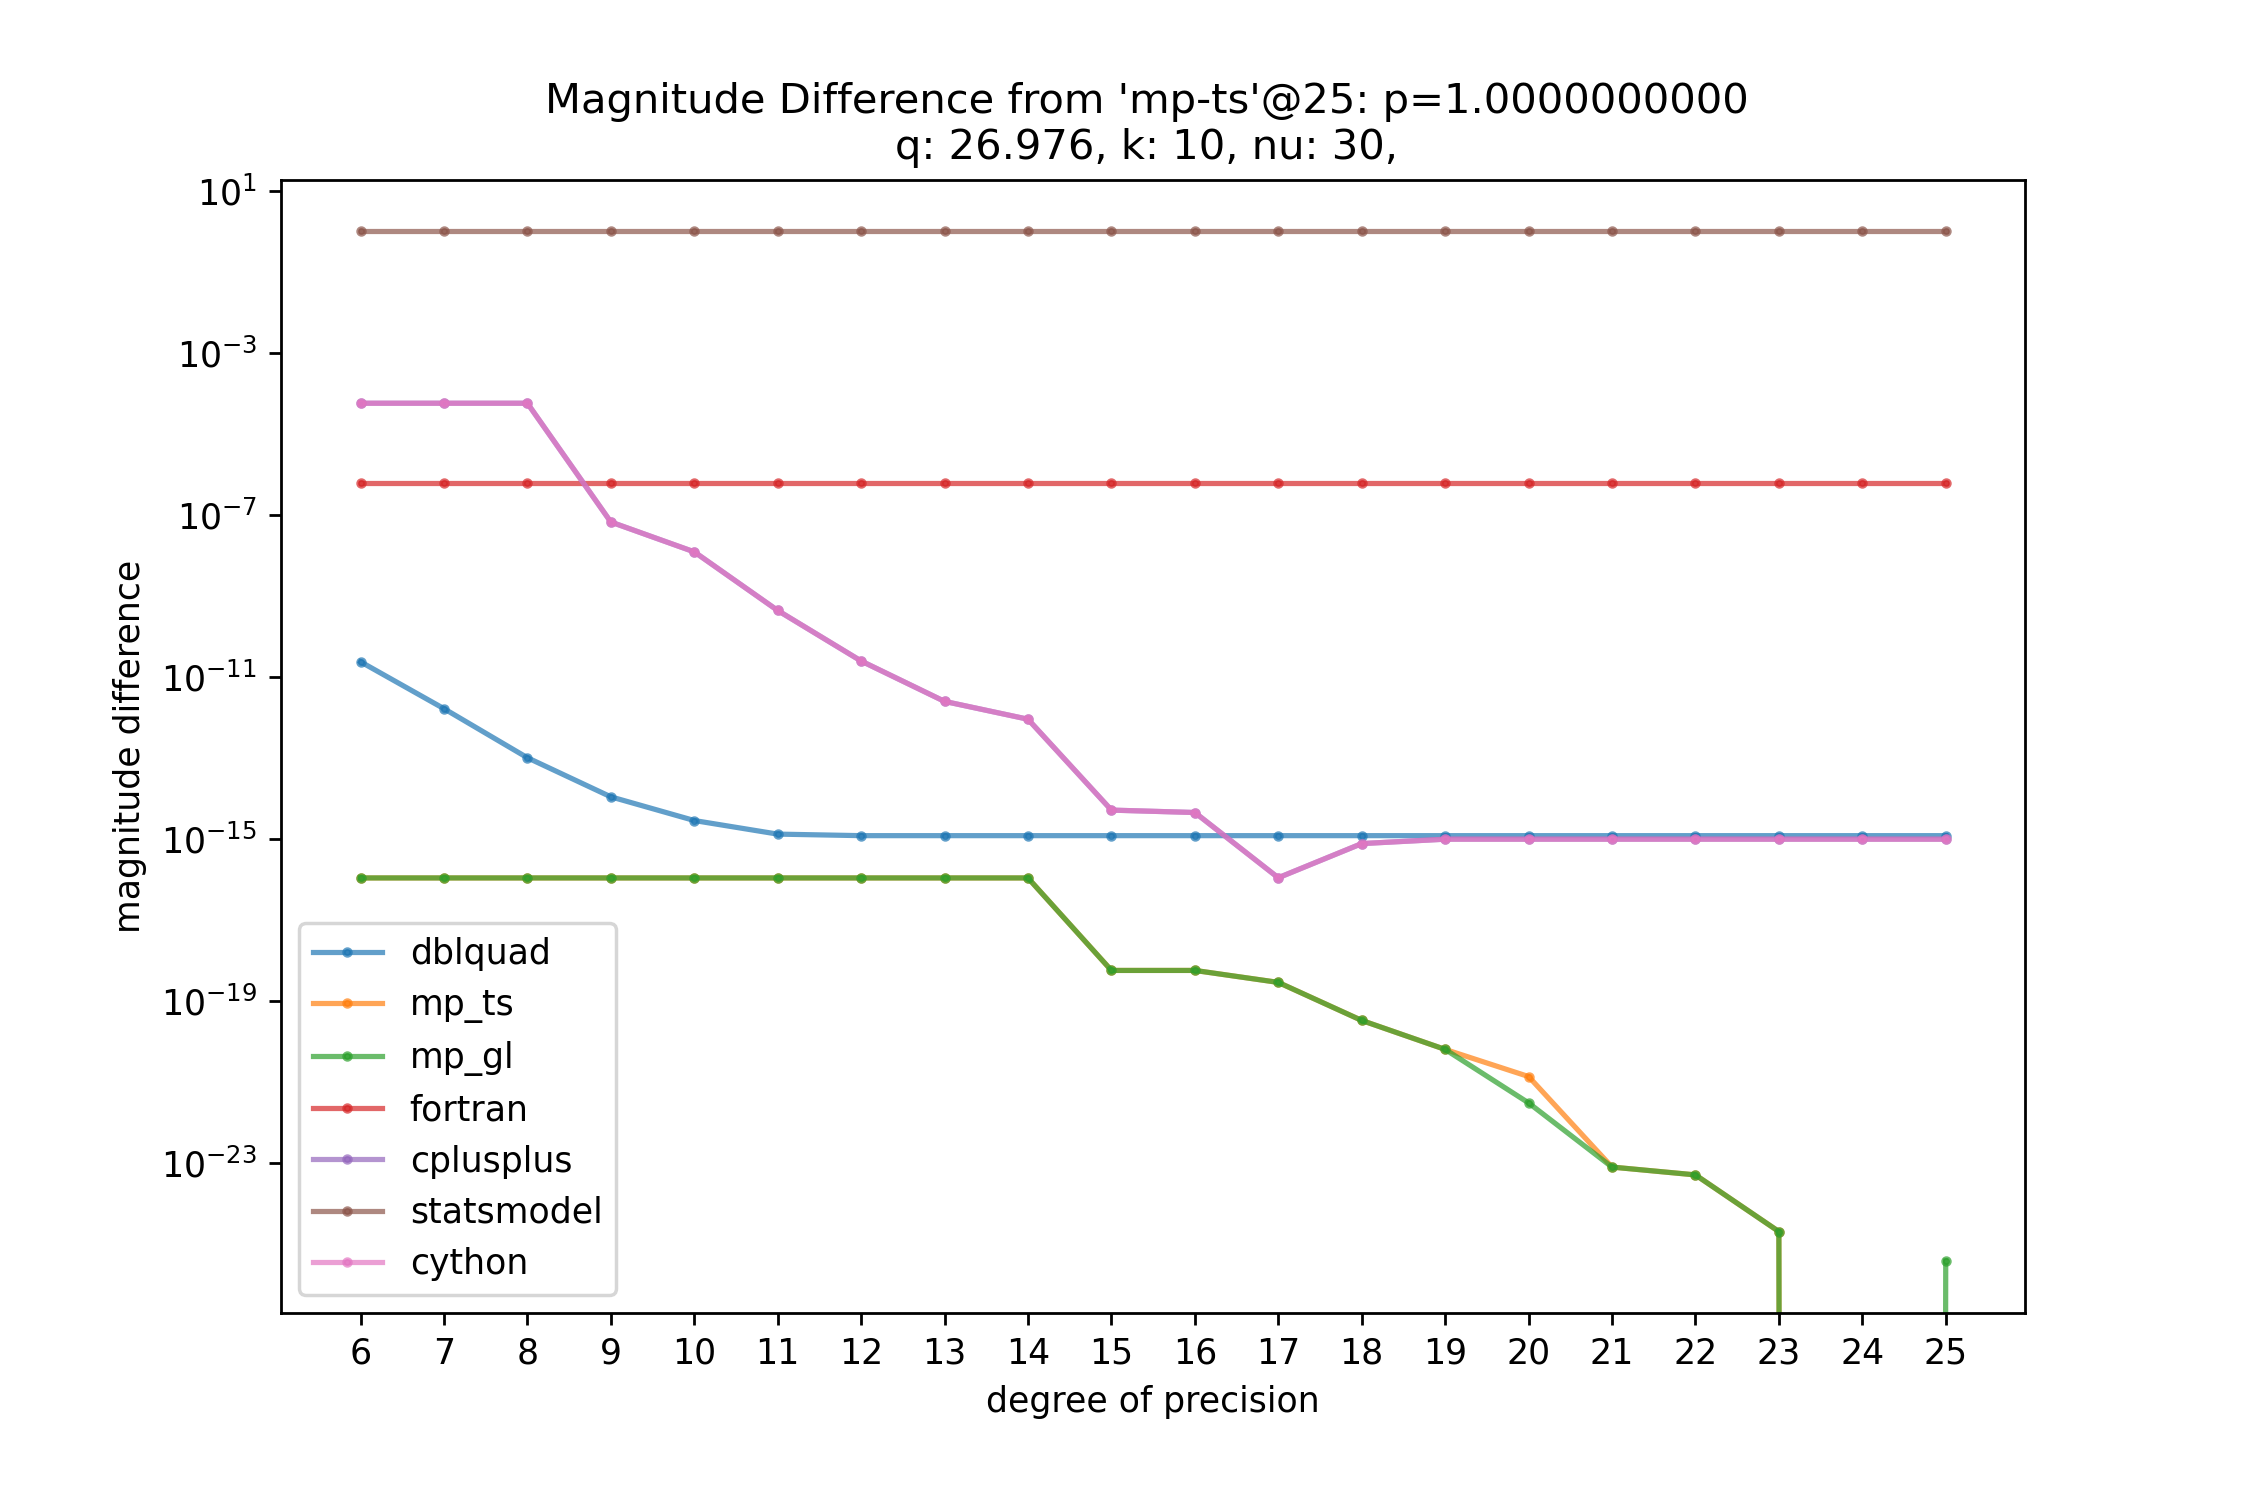 Magnitude Difference from 'mp-ts'@25: p=1.0000000000
q: 26.976, k: 10, nu: 30,
magnitude difference
10^1
10^-3
10^-7
10^-11
10^-15
10^-19
10^-23
dblquad
mp_ts
mp_gl
fortran
cplusplus
statsmodel
cython
6 7 8 9 10 11 12 13 14 15 16 17 18 19 20 21 22 23 24 25
degree of precision